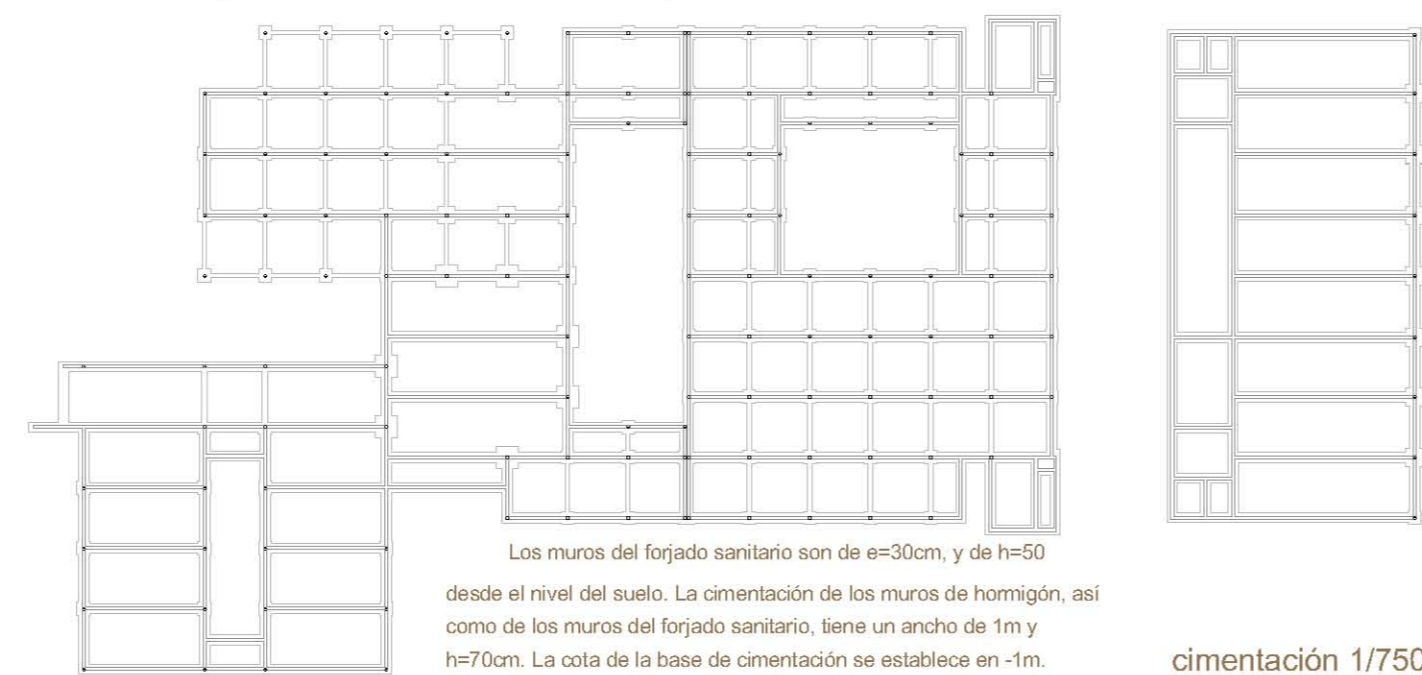 Los muros del forjado sanitario son de e=30cm, y de h=50
desde el nivel del suelo. La cimentación de los muros de hormigón, así
como de los muros del forjado sanitario, tiene un ancho de 1m y
h=70cm. La cota de la base de cimentación se establece en -1m.
cimentación 1/750